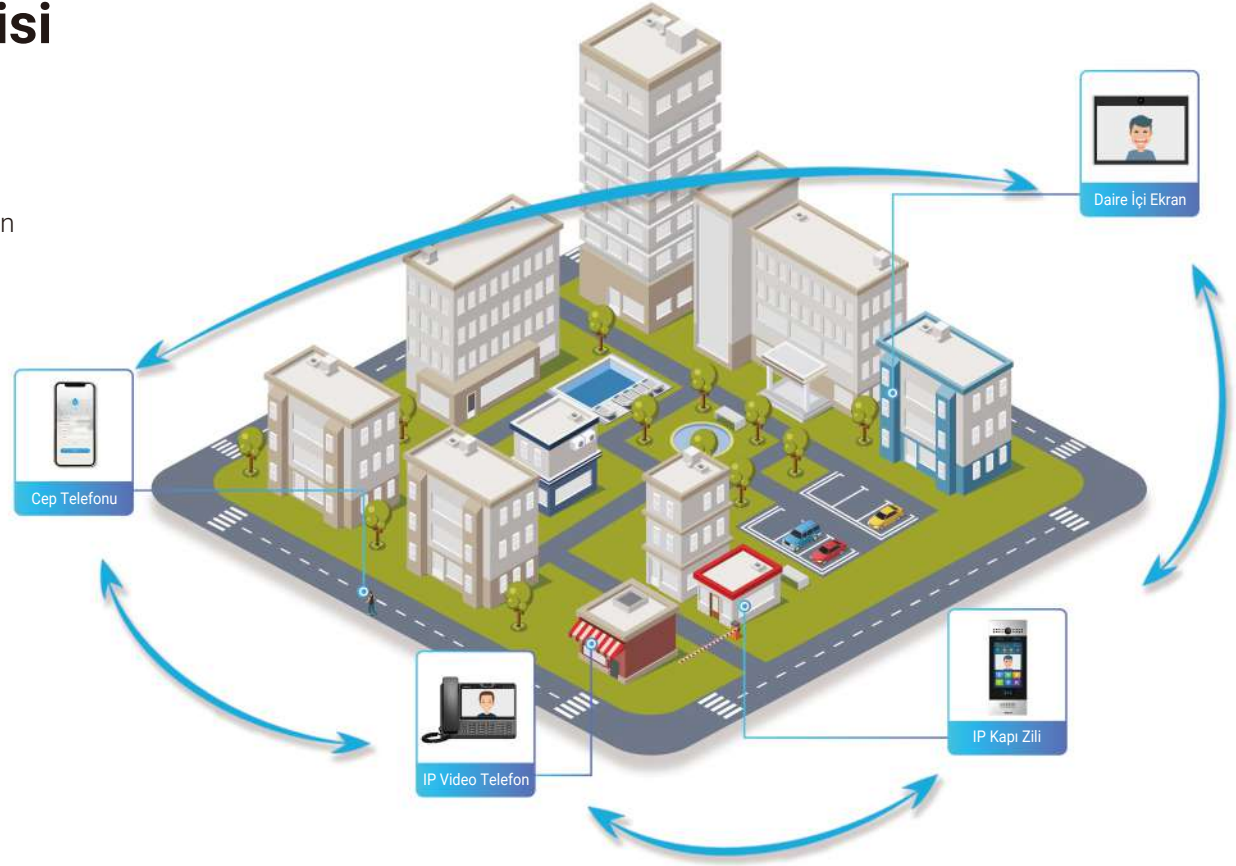 isi
n
Daire İçi Ekran
Cep Telefonu
IP Kapı Zili
IP Video Telefon